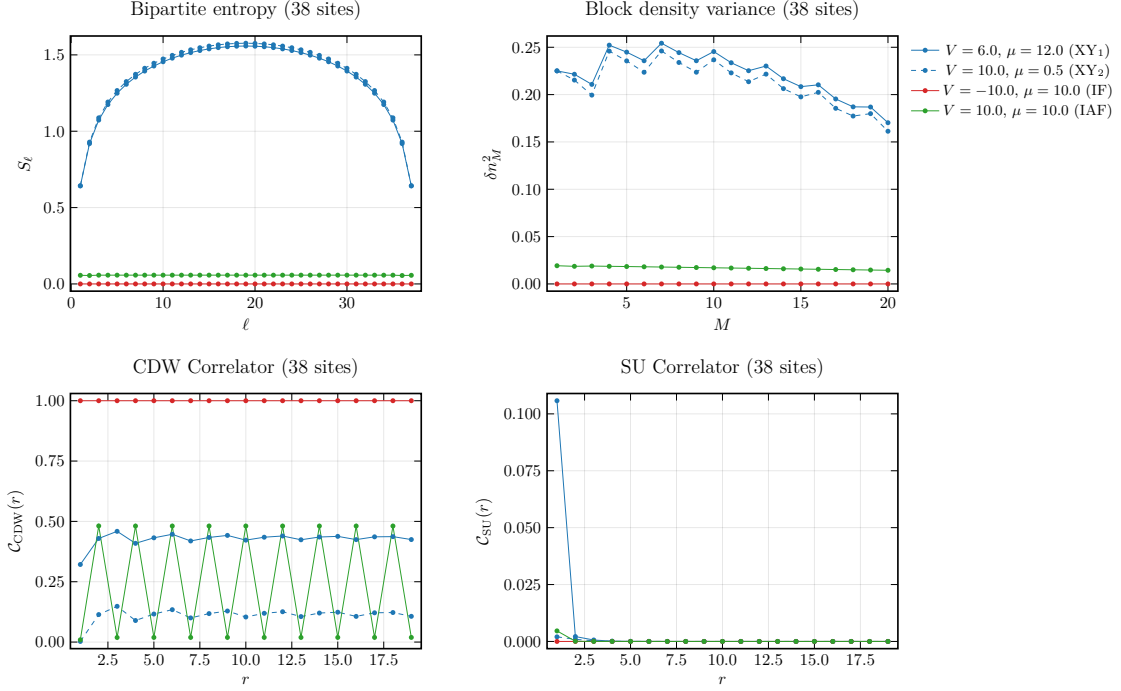 Bipartite entropy (38 sites)
1.5
1.0
0.5
0.0
S_ℓ
0 10 20 30
ℓ
Block density variance (38 sites)
0.25
0.20
0.15
0.10
0.05
0.00
δn²_M
5 10 15 20
M
V = 6.0, μ = 12.0 (XY₁)
V = 10.0, μ = 0.5 (XY₂)
V = −10.0, μ = 10.0 (IF)
V = 10.0, μ = 10.0 (IAF)
CDW Correlator (38 sites)
1.00
0.75
0.50
0.25
0.00
C_CDW(r)
2.5 5.0 7.5 10.0 12.5 15.0 17.5
r
SU Correlator (38 sites)
0.100
0.075
0.050
0.025
0.000
C_SU(r)
2.5 5.0 7.5 10.0 12.5 15.0 17.5
r